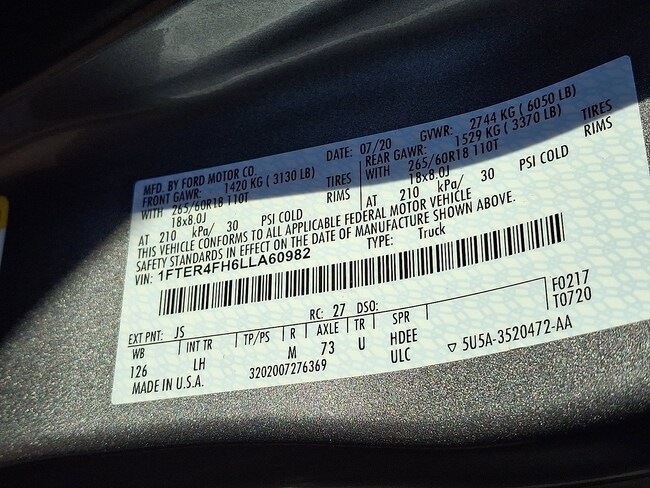 MFD. BY FORD MOTOR CO. DATE: 07/20 GVWR: 2744 KG ( 6050 LB)
FRONT GAWR: 1420 KG ( 3130 LB) REAR GAWR: 1529 KG ( 3370 LB)
WITH 265/60R18 110T TIRES WITH 265/60R18 110T TIRES
18x8.0J RIMS 18x8.0J RIMS
AT 210 kPa/ 30 PSI COLD AT 210 kPa/ 30 PSI COLD
THIS VEHICLE CONFORMS TO ALL APPLICABLE FEDERAL MOTOR VEHICLE
SAFETY STANDARDS IN EFFECT ON THE DATE OF MANUFACTURE SHOWN ABOVE.
VIN: 1FTER4FH6LLA60982 TYPE: Truck
EXT PNT: JS RC: 27 DSO: F0217
WB INT TR TP/PS R AXLE TR SPR T0720
126 LH M 73 U HDEE ▽ 5U5A-3520472-AA
MADE IN U.S.A. 3202007276369 ULC